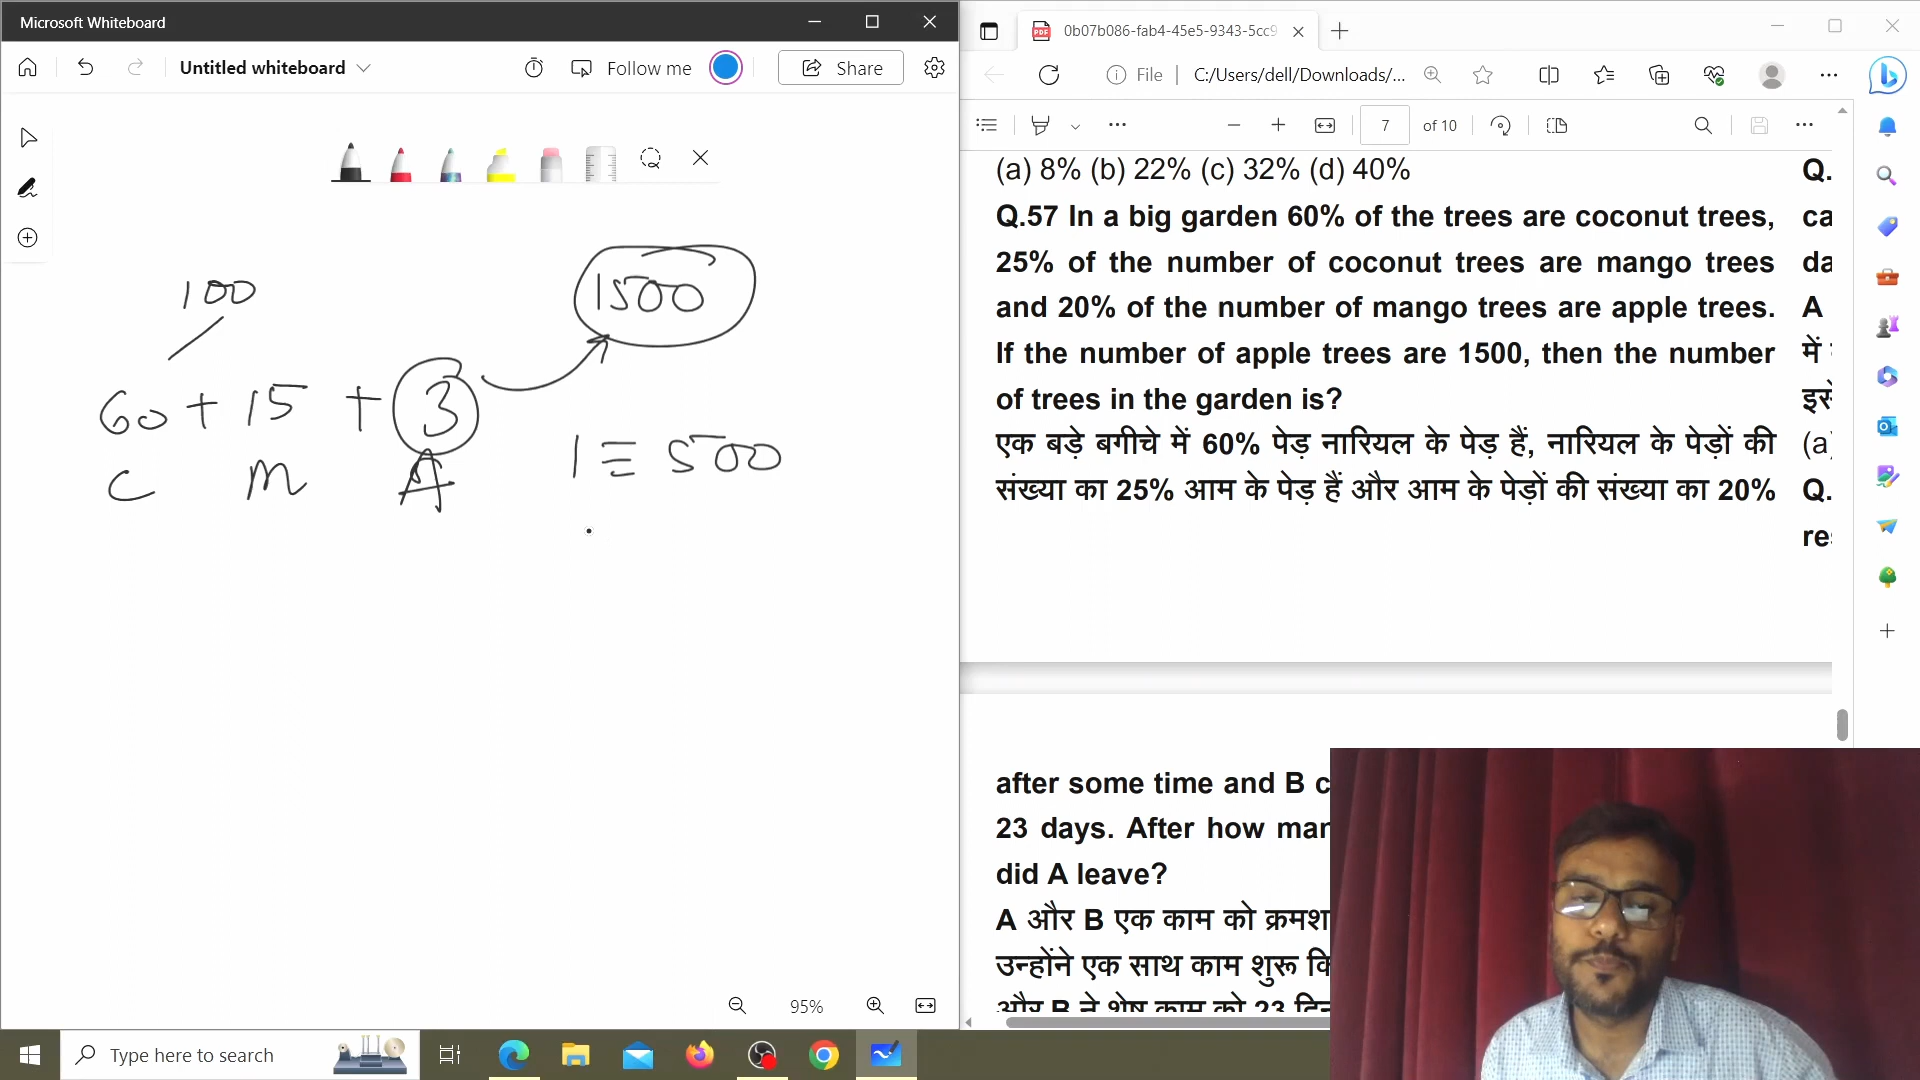 Microsoft Whiteboard
Untitled whiteboard
Follow me
Share
100
1500
60 + 15 + 3
1 ≡ 500
C M A
95%
0b07b086-fab4-45e5-9343-5cc9
File | C:/Users/dell/Downloads/...
7 of 10
(a) 8% (b) 22% (c) 32% (d) 40%
Q.57 In a big garden 60% of the trees are coconut trees,
25% of the number of coconut trees are mango trees
and 20% of the number of mango trees are apple trees.
If the number of apple trees are 1500, then the number
of trees in the garden is?
एक बड़े बगीचे में 60% पेड़ नारियल के पेड़ हैं, नारियल के पेड़ों की
संख्या का 25% आम के पेड़ हैं और आम के पेड़ों की संख्या का 20%
Q.
ca
da
A
में
(a)
Q.
after some time and B c
23 days. After how man
did A leave?
A और B एक काम को क्रमश
उन्होंने एक साथ काम शुरू कि
और B ने शेष काम को 23 दिन
Type here to search